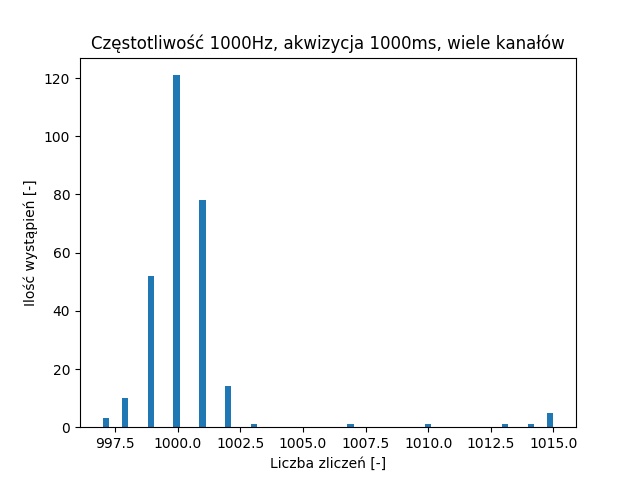 Częstotliwość 1000Hz, akwizycja 1000ms, wiele kanałów
120
100
80
60
40
20
0
Ilość wystąpień [-]
997.5 1000.0 1002.5 1005.0 1007.5 1010.0 1012.5 1015.0
Liczba zliczeń [-]